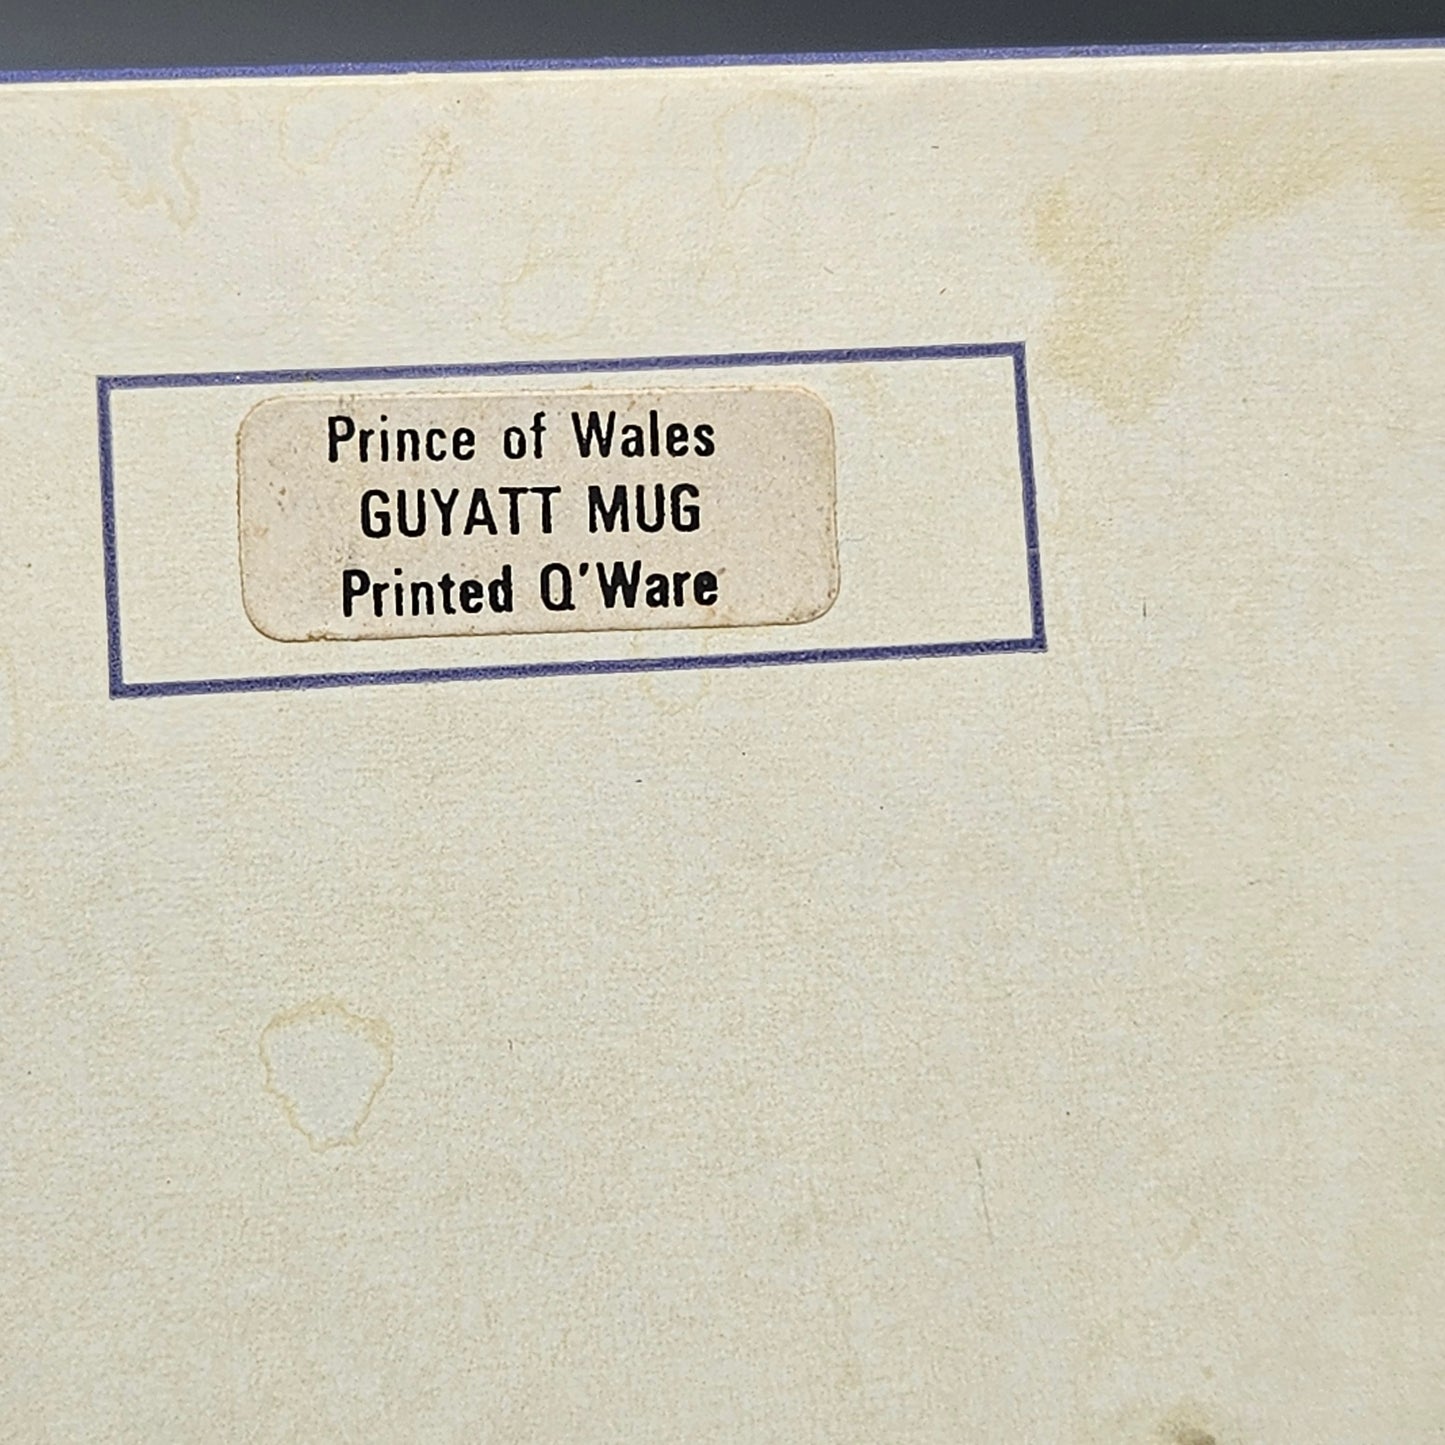 Prince of Wales
GUYATT MUG
Printed Q'Ware